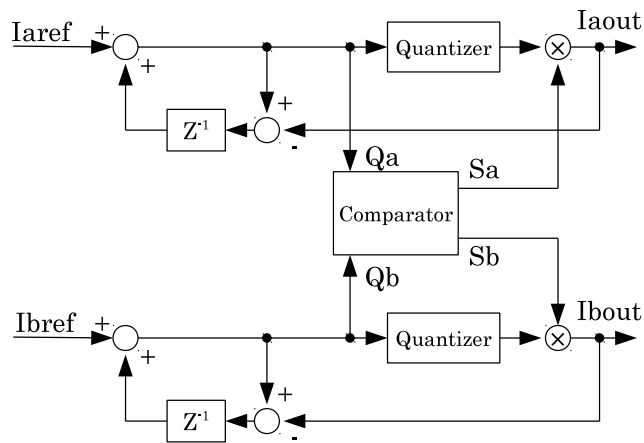 Iaref
+
+
Quantizer
×
Iaout
Z-1
+
-
Qa
Sa
Comparator
Sb
Qb
Ibref
+
+
Quantizer
×
Ibout
Z-1
+
-